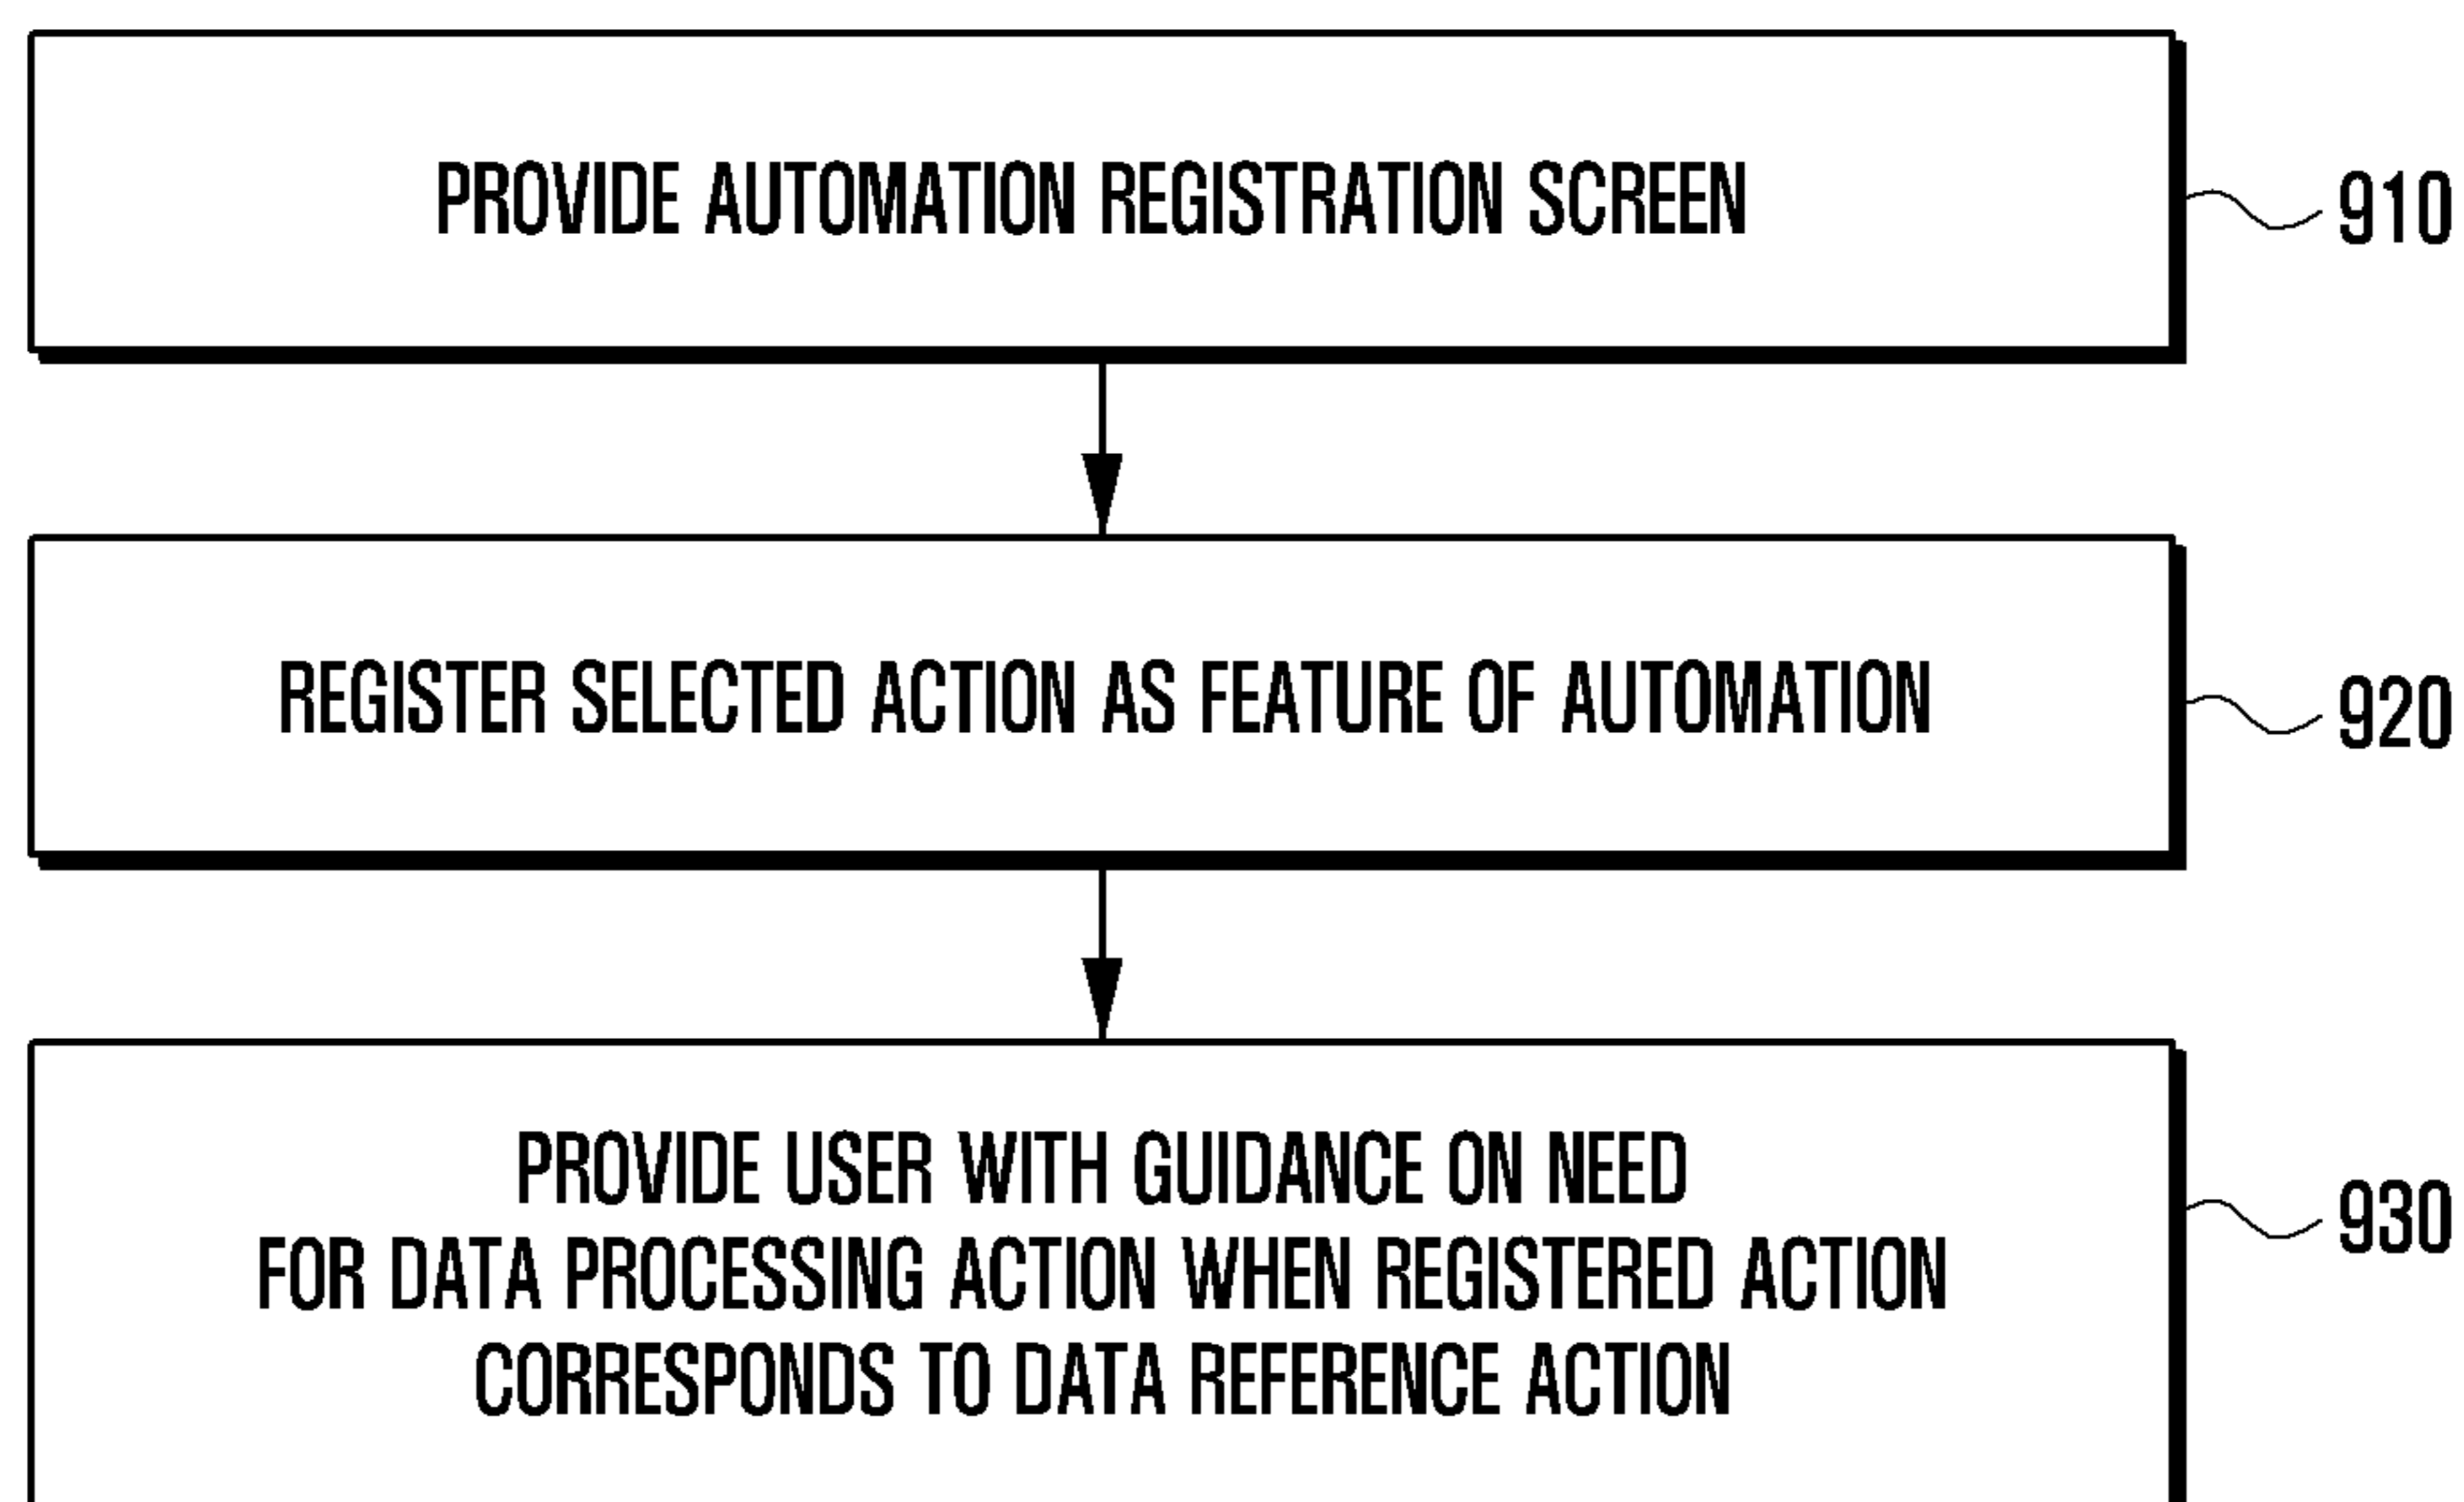 PROVIDE AUTOMATION REGISTRATION SCREEN
910
REGISTER SELECTED ACTION AS FEATURE OF AUTOMATION
920
PROVIDE USER WITH GUIDANCE ON NEED
FOR DATA PROCESSING ACTION WHEN REGISTERED ACTION
CORRESPONDS TO DATA REFERENCE ACTION
930